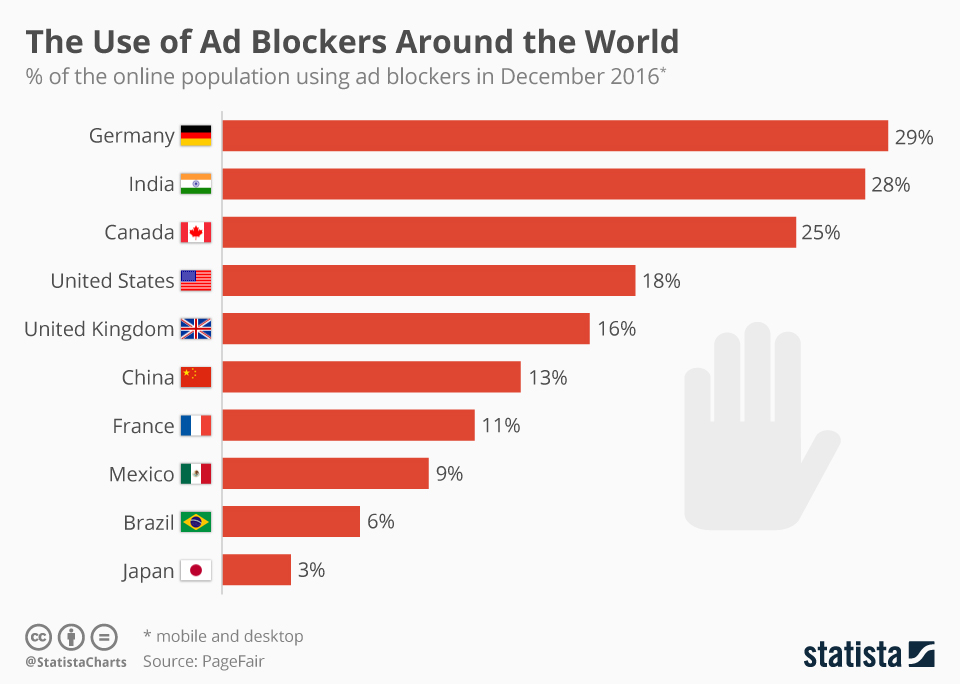 The Use of Ad Blockers Around the World
% of the online population using ad blockers in December 2016*
Germany 29%
India 28%
Canada 25%
United States 18%
United Kingdom 16%
China 13%
France 11%
Mexico 9%
Brazil 6%
Japan 3%
cc =
* mobile and desktop
@StatistaCharts Source: PageFair
statista